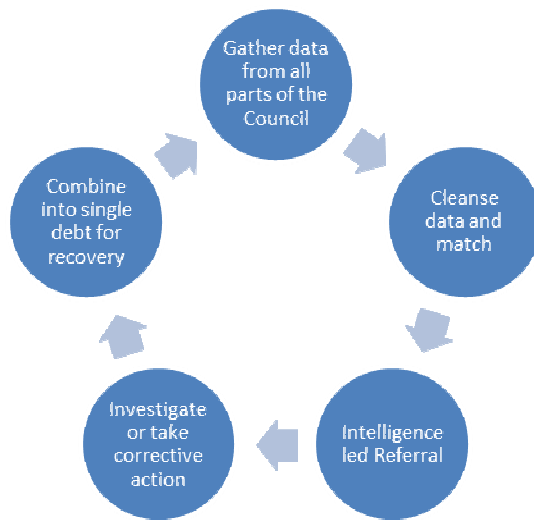 Gather data
from all
parts of the
Council
Cleanse
data and
match
Intelligence
led Referral
Investigate
or take
corrective
action
Combine
into single
debt for
recovery